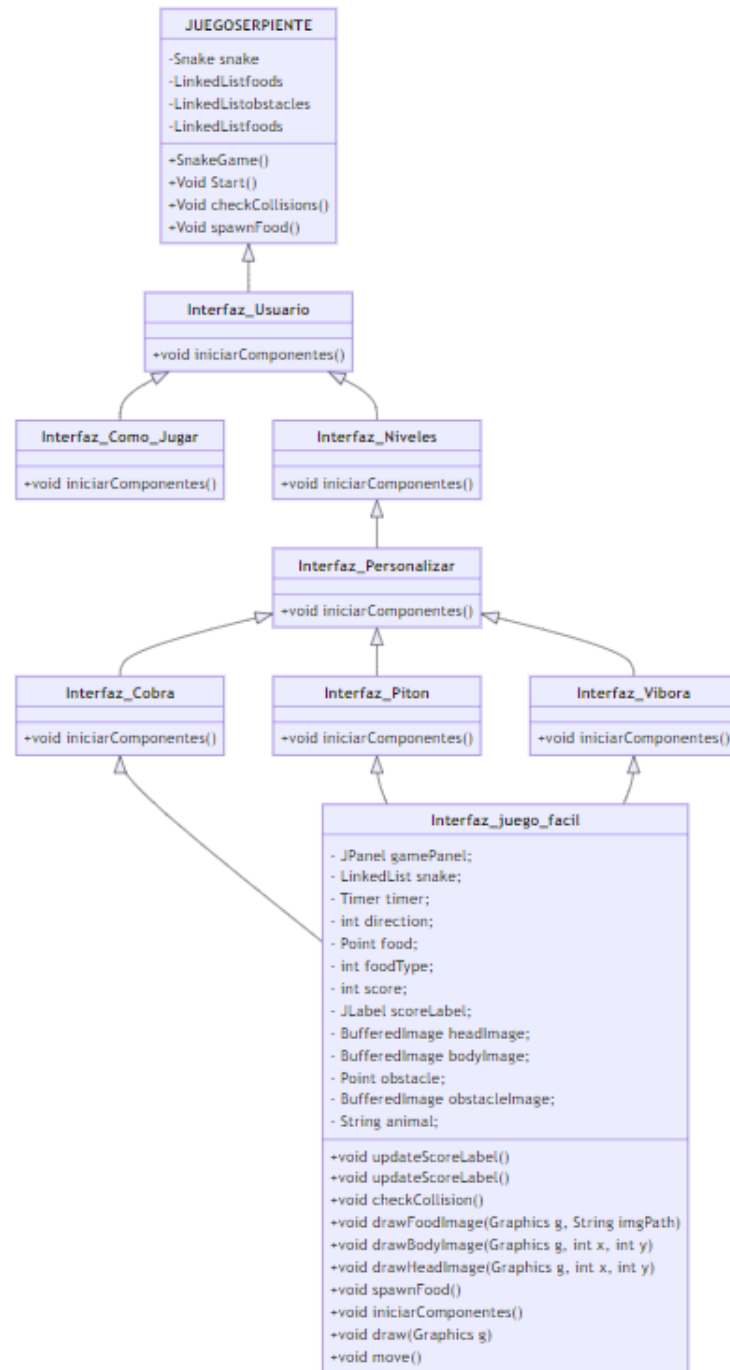 JUEGOSERPIENTE
-Snake snake
-LinkedListfoods
-LinkedListobstacles
-LinkedListfoods
+SnakeGame()
+Void Start()
+Void checkCollisions()
+Void spawnFood()
Interfaz_Usuario
+void iniciarComponentes()
Interfaz_Como_Jugar
+void iniciarComponentes()
Interfaz_Niveles
+void iniciarComponentes()
Interfaz_Personalizar
+void iniciarComponentes()
Interfaz_Cobra
+void iniciarComponentes()
Interfaz_Piton
+void iniciarComponentes()
Interfaz_Vibora
+void iniciarComponentes()
Interfaz_juego_facil
- JPanel gamePanel;
- LinkedList snake;
- Timer timer;
- int direction;
- Point food;
- int foodType;
- int score;
- JLabel scoreLabel;
- BufferedImage headImage;
- BufferedImage bodyImage;
- Point obstacle;
- BufferedImage obstacleImage;
- String animal;
+void updateScoreLabel()
+void updateScoreLabel()
+void checkCollision()
+void drawFoodImage(Graphics g, String imgPath)
+void drawBodyImage(Graphics g, int x, int y)
+void drawHeadImage(Graphics g, int x, int y)
+void spawnFood()
+void iniciarComponentes()
+void draw(Graphics g)
+void move()